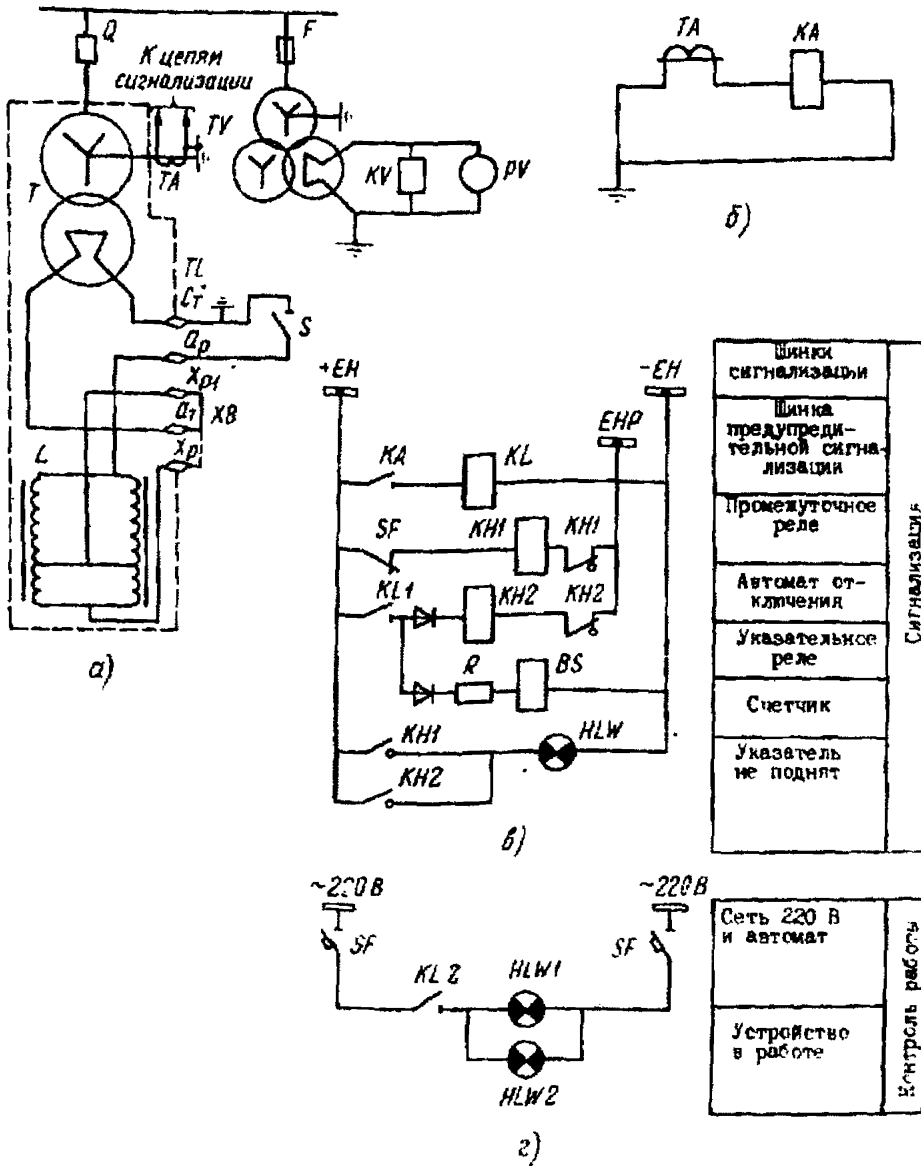 Q
F
К цепям
сигнализации
TV
TA
T
TL
Cт
S
aр
Xр1
aт
XB
Xр
L
а)
KV
PV
TA
KA
б)
+EH
-EH
EHP
KA
KL
SF
KH1
KH1
KL1
KH2
KH2
R
BS
KH1
HLW
KH2
в)
Шинки
сигнализации
Шинка
предупреди-
тельной сигна-
лизации
Промежуточное
реле
Автомат от-
ключения
Указательное
реле
Счетчик
Указатель
не поднят
Сигнализация
~220 В
~220 В
SF
SF
KL2
HLW1
HLW2
г)
Сеть 220 В
и автомат
Устройство
в работе
Контроль работы